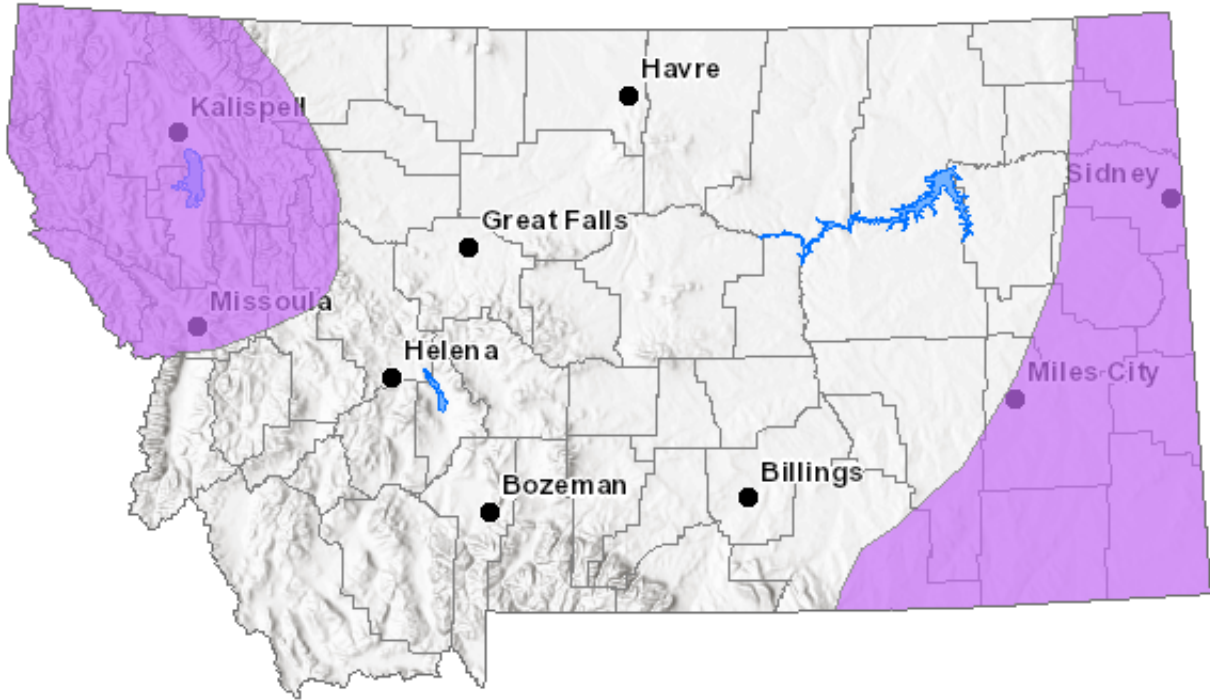 Havre
Kalispell
Sidney
Great Falls
Missoula
Helena
Miles City
Billings
Bozeman